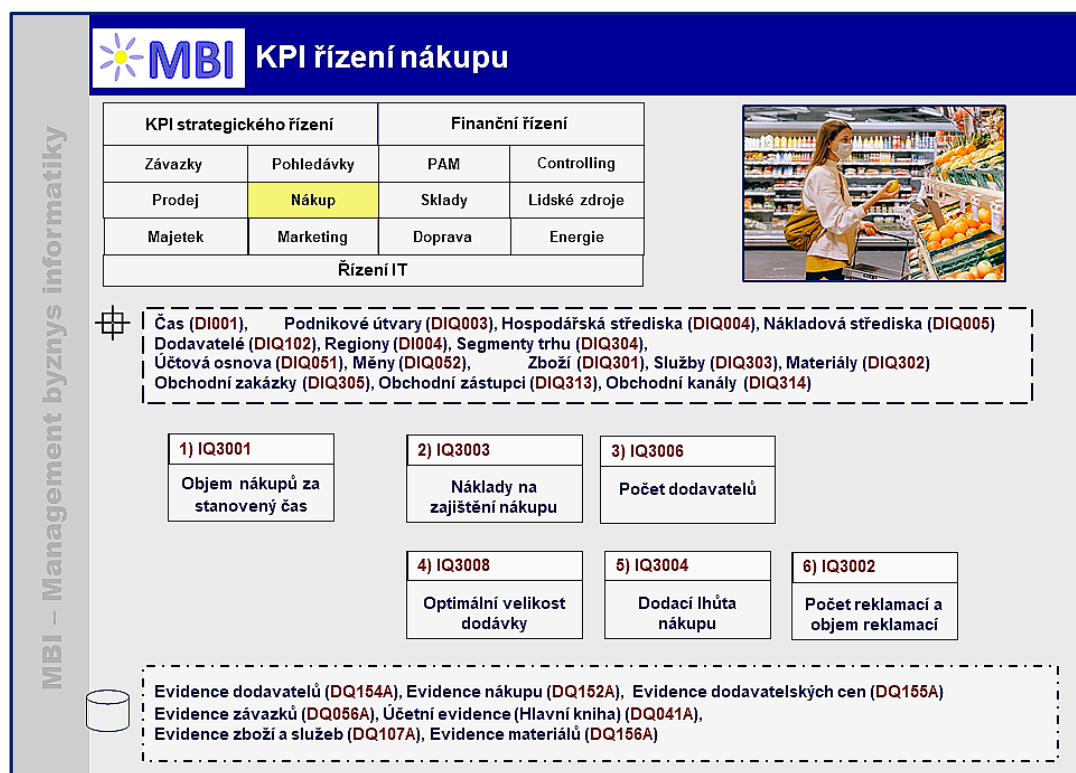 MBI KPI řízení nákupu
MBI – Management byznys informatiky
KPI strategického řízení Finanční řízení
Závazky Pohledávky PAM Controlling
Prodej Nákup Sklady Lidské zdroje
Majetek Marketing Doprava Energie
Řízení IT
Čas (DI001), Podnikové útvary (DIQ003), Hospodářská střediska (DIQ004), Nákladová střediska (DIQ005)
Dodavatelé (DIQ102), Regiony (DI004), Segmenty trhu (DIQ304),
Účtová osnova (DIQ051), Měny (DIQ052), Zboží (DIQ301), Služby (DIQ303), Materiály (DIQ302)
Obchodní zakázky (DIQ305), Obchodní zástupci (DIQ313), Obchodní kanály (DIQ314)
1) IQ3001
Objem nákupů za
stanovený čas
2) IQ3003
Náklady na
zajištění nákupu
3) IQ3006
Počet dodavatelů
4) IQ3008
Optimální velikost
dodávky
5) IQ3004
Dodací lhůta
nákupu
6) IQ3002
Počet reklamací a
objem reklamací
Evidence dodavatelů (DQ154A), Evidence nákupu (DQ152A), Evidence dodavatelských cen (DQ155A)
Evidence závazků (DQ056A), Účetní evidence (Hlavní kniha) (DQ041A),
Evidence zboží a služeb (DQ107A), Evidence materiálů (DQ156A)